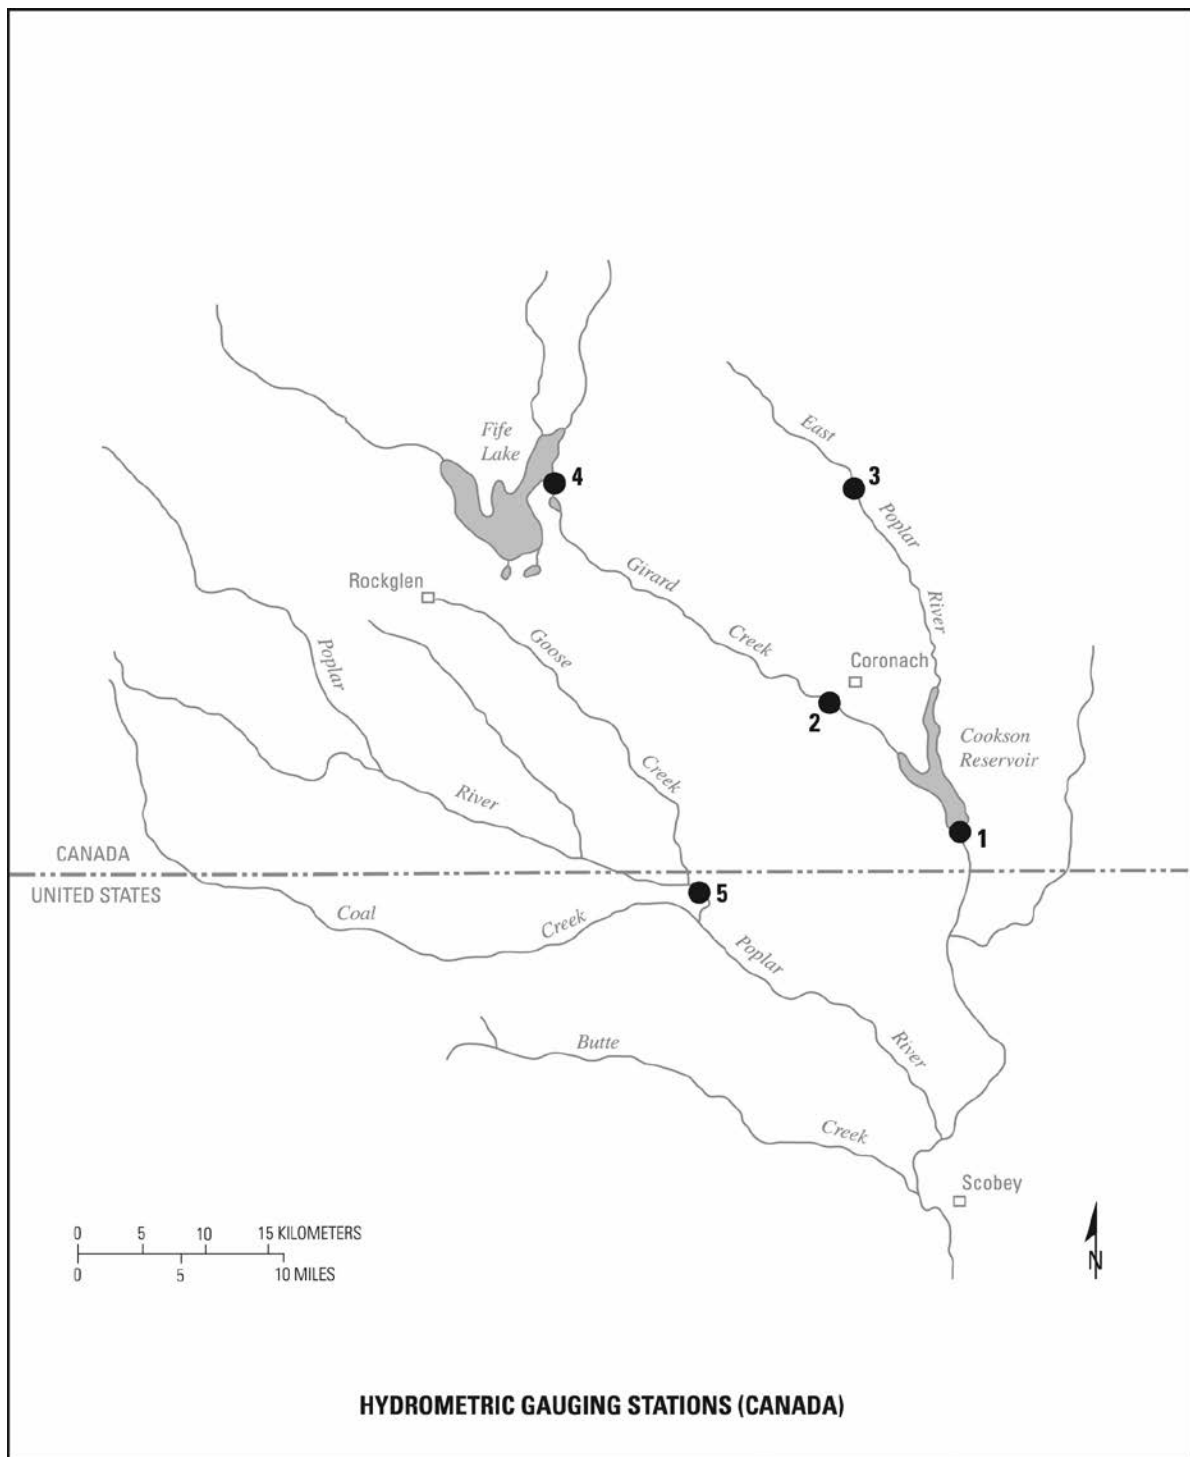 Fife
Lake
4
East
3
Poplar
River
Girard
Creek
Rockglen
Goose
Creek
Coronach
2
Poplar
River
Cookson
Reservoir
1
CANADA
UNITED STATES
5
Coal
Creek
Poplar
River
Butte
Creek
Scobey
0 5 10 15 KILOMETERS
0 5 10 MILES
N
HYDROMETRIC GAUGING STATIONS (CANADA)